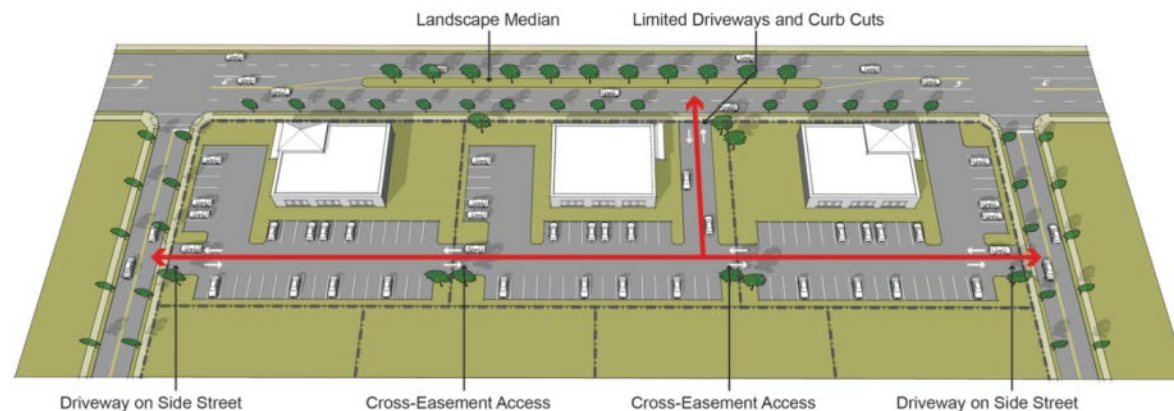 Landscape Median
Limited Driveways and Curb Cuts
Driveway on Side Street
Cross-Easement Access
Cross-Easement Access
Driveway on Side Street